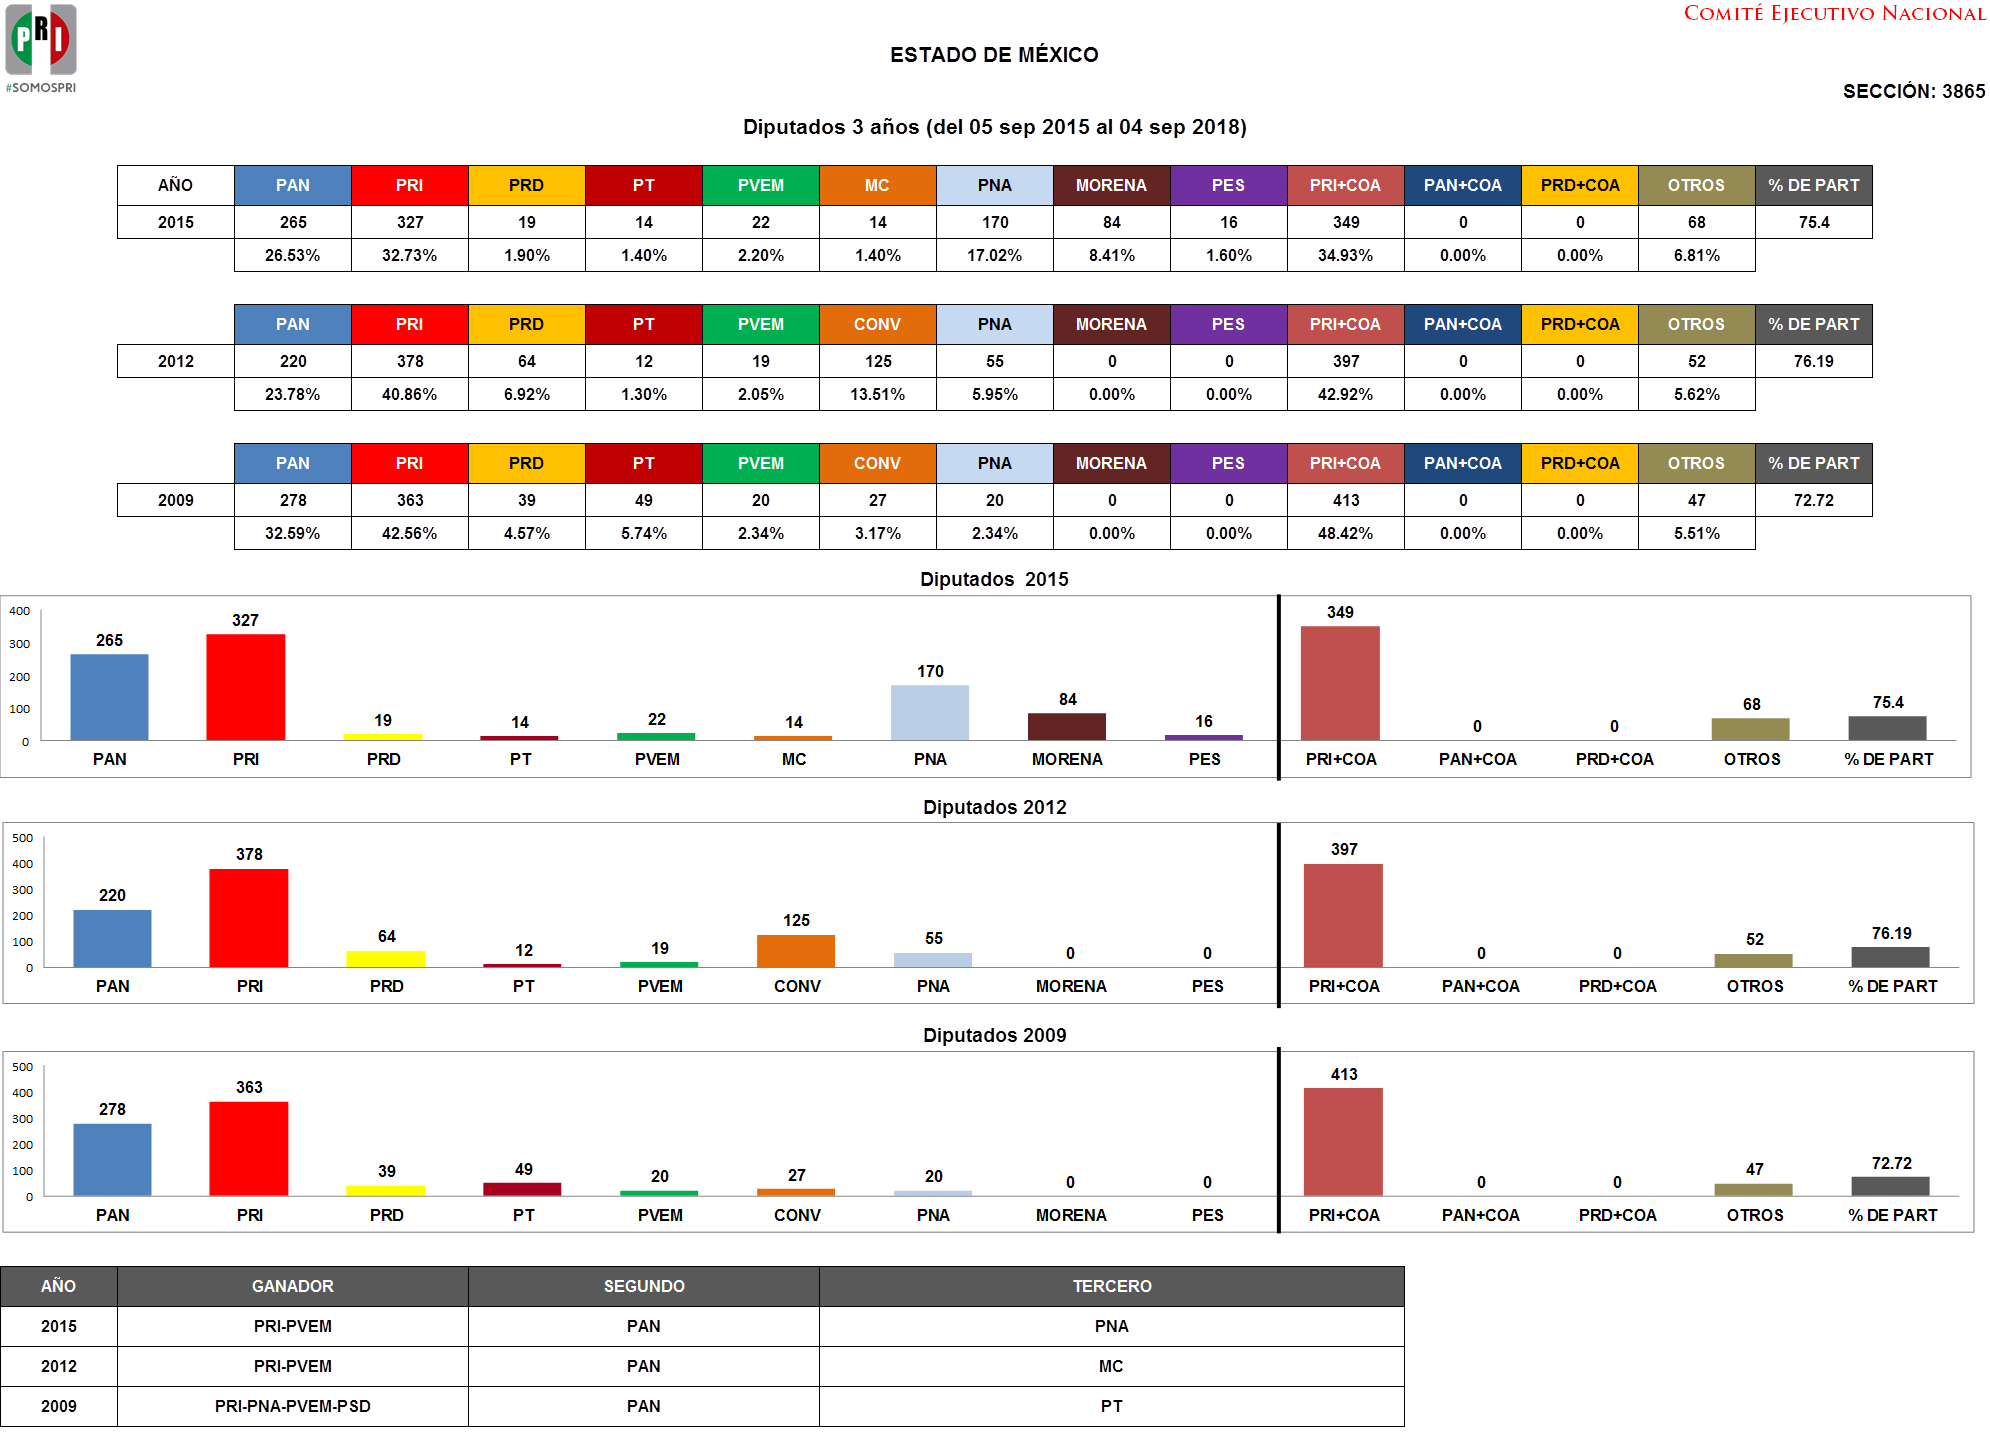 PRI
#SOMOSPRI
COMITÉ EJECUTIVO NACIONAL
ESTADO DE MÉXICO
SECCIÓN: 3865
Diputados 3 años (del 05 sep 2015 al 04 sep 2018)
AÑO PAN PRI PRD PT PVEM MC PNA MORENA PES PRI+COA PAN+COA PRD+COA OTROS % DE PART
2015 265 327 19 14 22 14 170 84 16 349 0 0 68 75.4
26.53% 32.73% 1.90% 1.40% 2.20% 1.40% 17.02% 8.41% 1.60% 34.93% 0.00% 0.00% 6.81%
PAN PRI PRD PT PVEM CONV PNA MORENA PES PRI+COA PAN+COA PRD+COA OTROS % DE PART
2012 220 378 64 12 19 125 55 0 0 397 0 0 52 76.19
23.78% 40.86% 6.92% 1.30% 2.05% 13.51% 5.95% 0.00% 0.00% 42.92% 0.00% 0.00% 5.62%
PAN PRI PRD PT PVEM CONV PNA MORENA PES PRI+COA PAN+COA PRD+COA OTROS % DE PART
2009 278 363 39 49 20 27 20 0 0 413 0 0 47 72.72
32.59% 42.56% 4.57% 5.74% 2.34% 3.17% 2.34% 0.00% 0.00% 48.42% 0.00% 0.00% 5.51%
Diputados 2015
400
300
200
100
0
265 327 19 14 22 14 170 84 16 349 0 0 68 75.4
PAN PRI PRD PT PVEM MC PNA MORENA PES PRI+COA PAN+COA PRD+COA OTROS % DE PART
Diputados 2012
500
400
300
200
100
0
220 378 64 12 19 125 55 0 0 397 0 0 52 76.19
PAN PRI PRD PT PVEM CONV PNA MORENA PES PRI+COA PAN+COA PRD+COA OTROS % DE PART
Diputados 2009
500
400
300
200
100
0
278 363 39 49 20 27 20 0 0 413 0 0 47 72.72
PAN PRI PRD PT PVEM CONV PNA MORENA PES PRI+COA PAN+COA PRD+COA OTROS % DE PART
AÑO GANADOR SEGUNDO TERCERO
2015 PRI-PVEM PAN PNA
2012 PRI-PVEM PAN MC
2009 PRI-PNA-PVEM-PSD PAN PT